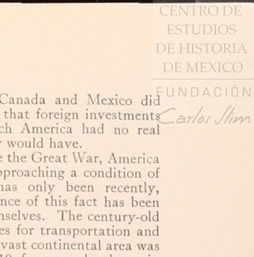 CENTRO DE
ESTUDIOS
DE HISTORIA
DE MEXICO
FUNDACIÓN
Carlos Slim
Canada and Mexico did
that foreign investments
ch America had no real
would have.
e the Great War, America
pproaching a condition of
has only been recently,
nce of this fact has been
nselves. The century-old
es for transportation and
vast continental area was